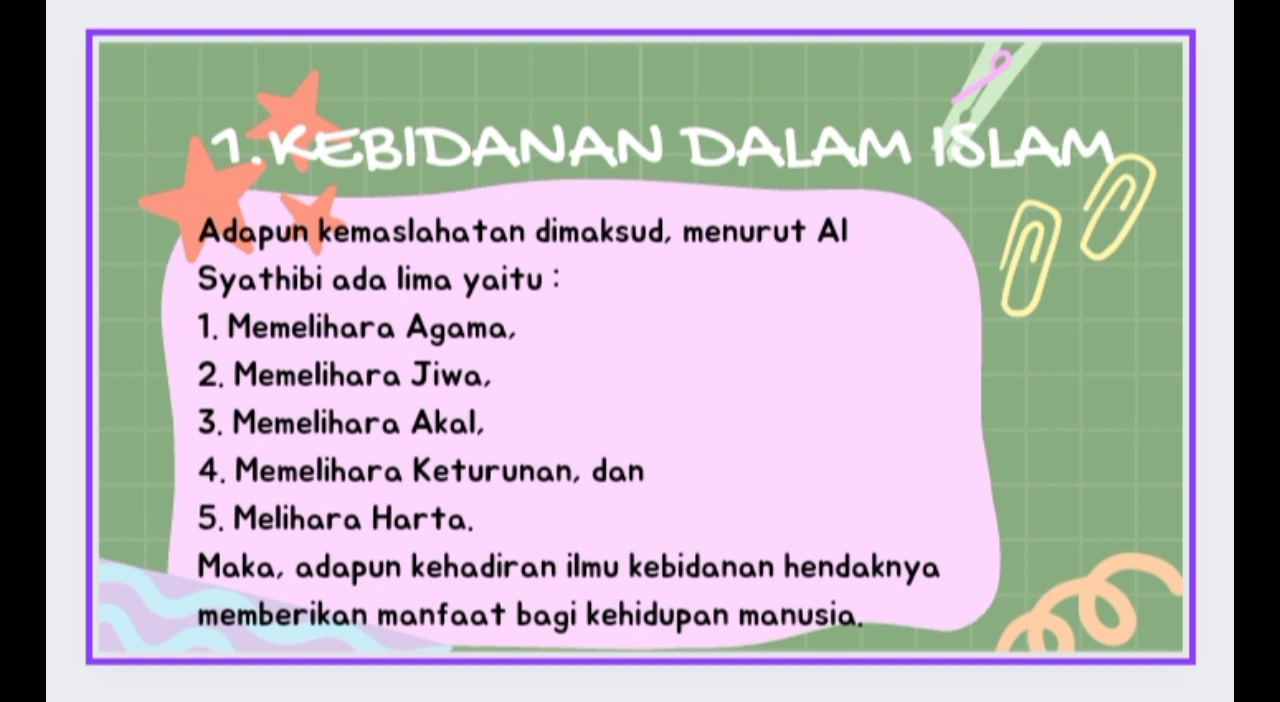 1. KEBIDANAN DALAM ISLAM
Adapun kemaslahatan dimaksud, menurut Al
Syathibi ada lima yaitu :
1. Memelihara Agama,
2. Memelihara Jiwa,
3. Memelihara Akal,
4. Memelihara Keturunan, dan
5. Melihara Harta.
Maka, adapun kehadiran ilmu kebidanan hendaknya
memberikan manfaat bagi kehidupan manusia.